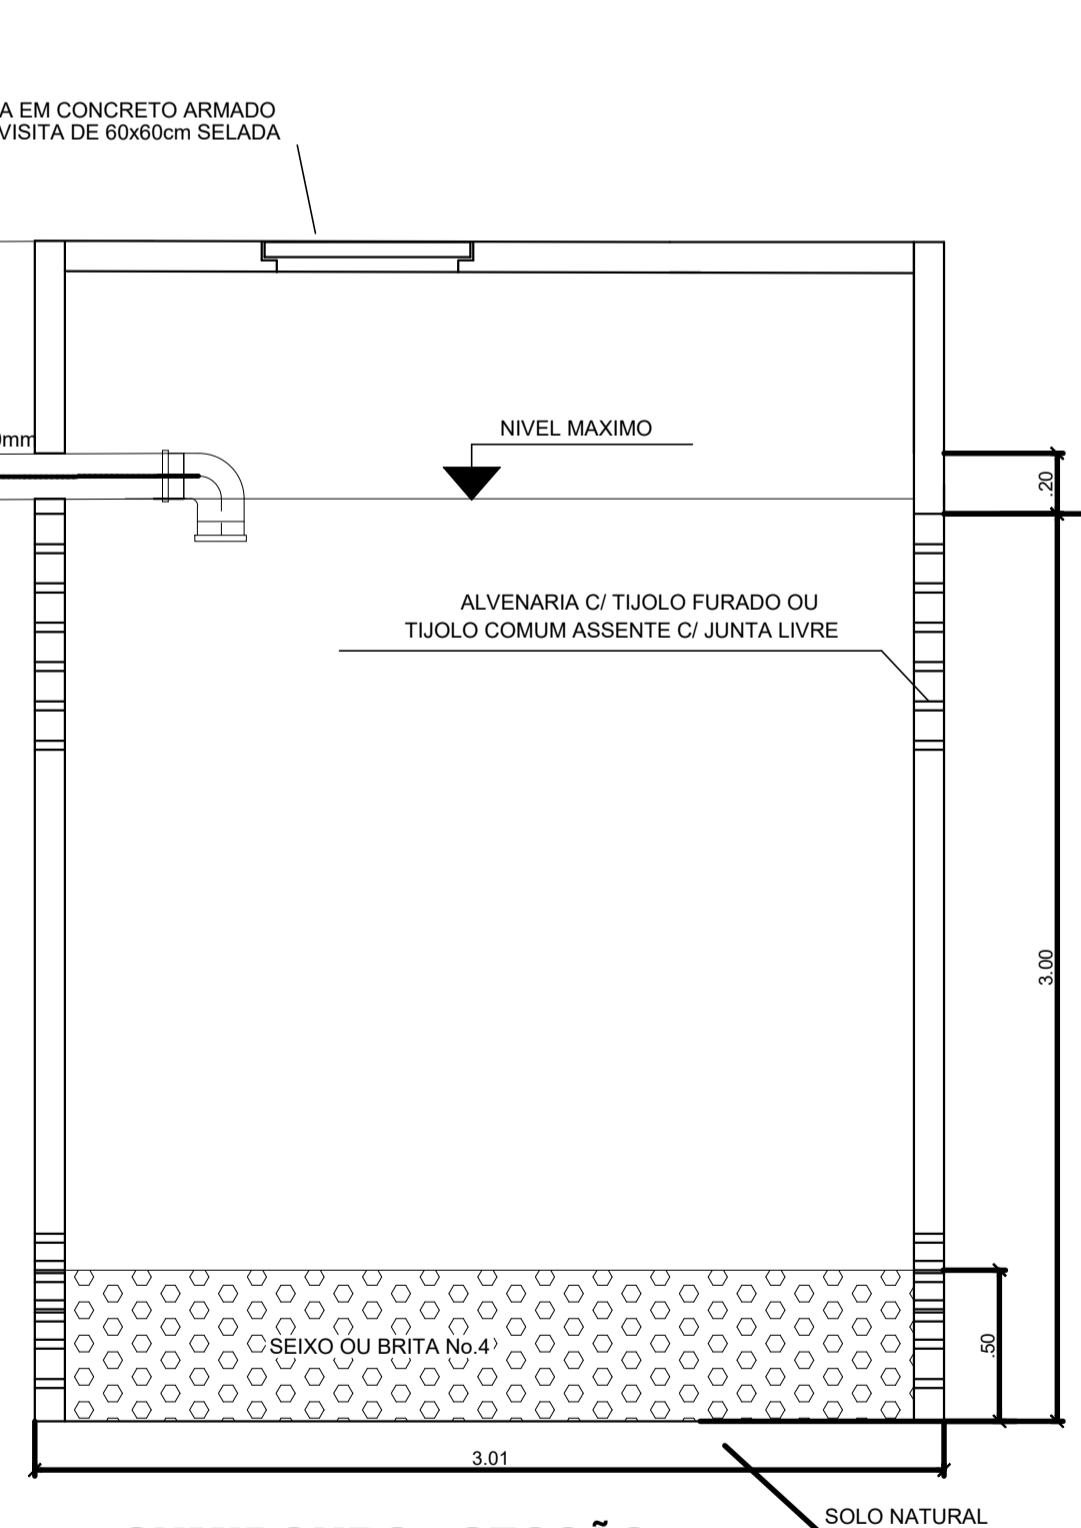 A EM CONCRETO ARMADO
VISITA DE 60x60cm SELADA
NIVEL MAXIMO
mm
.20
ALVENARIA C/ TIJOLO FURADO OU
TIJOLO COMUM ASSENTE C/ JUNTA LIVRE
3.00
SEIXO OU BRITA No.4
.50
3.01
SOLO NATURAL